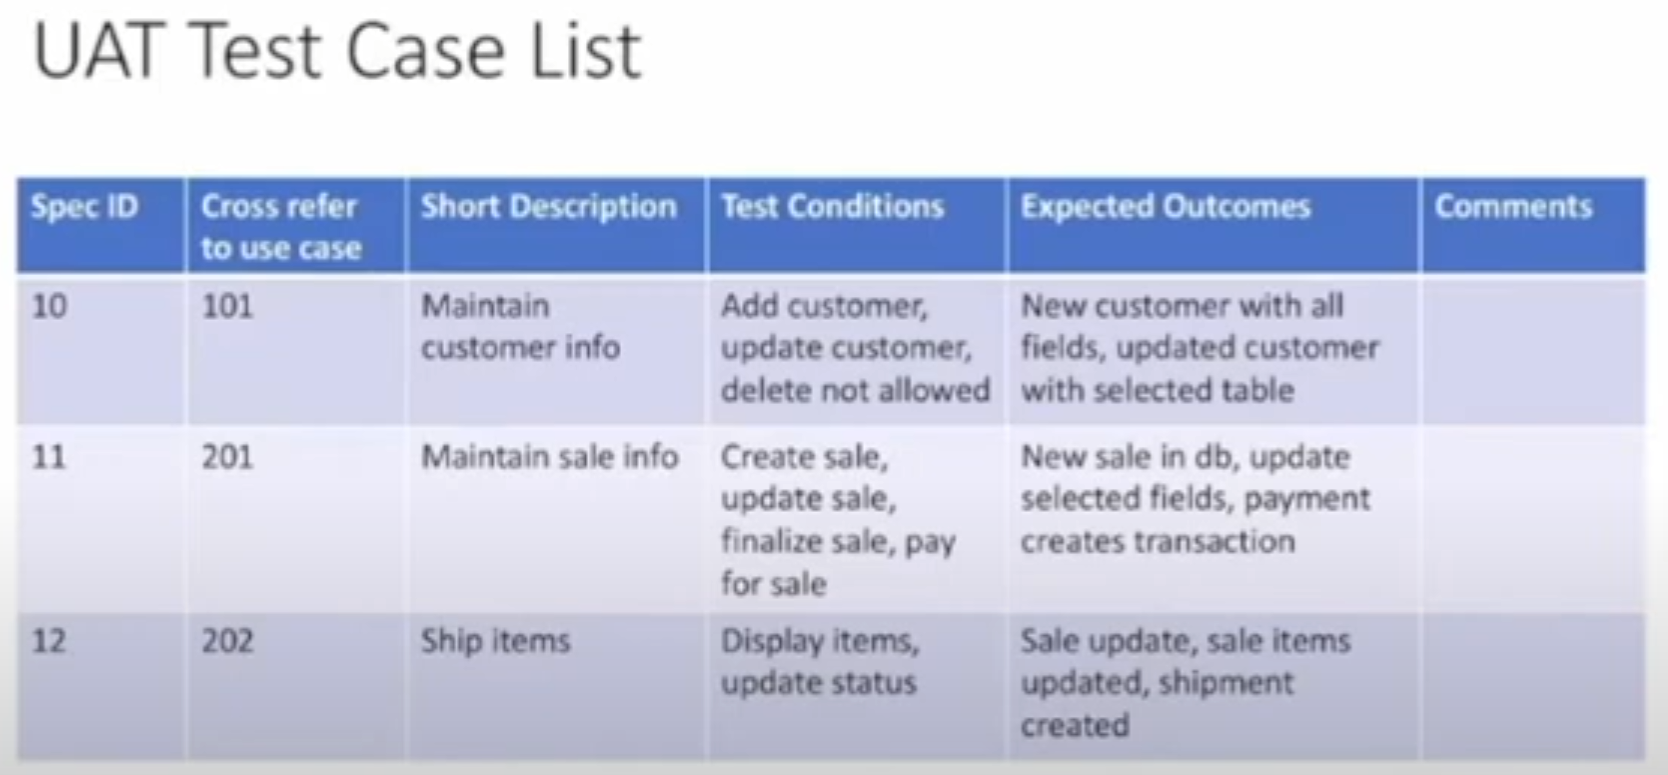 UAT Test Case List
Spec ID
Cross refer
to use case
Short Description
Test Conditions
Expected Outcomes
Comments
10
101
Maintain
customer info
Add customer,
update customer,
delete not allowed
New customer with all
fields, updated customer
with selected table
11
201
Maintain sale info
Create sale,
update sale,
finalize sale, pay
for sale
New sale in db, update
selected fields, payment
creates transaction
12
202
Ship items
Display items,
update status
Sale update, sale items
updated, shipment
created